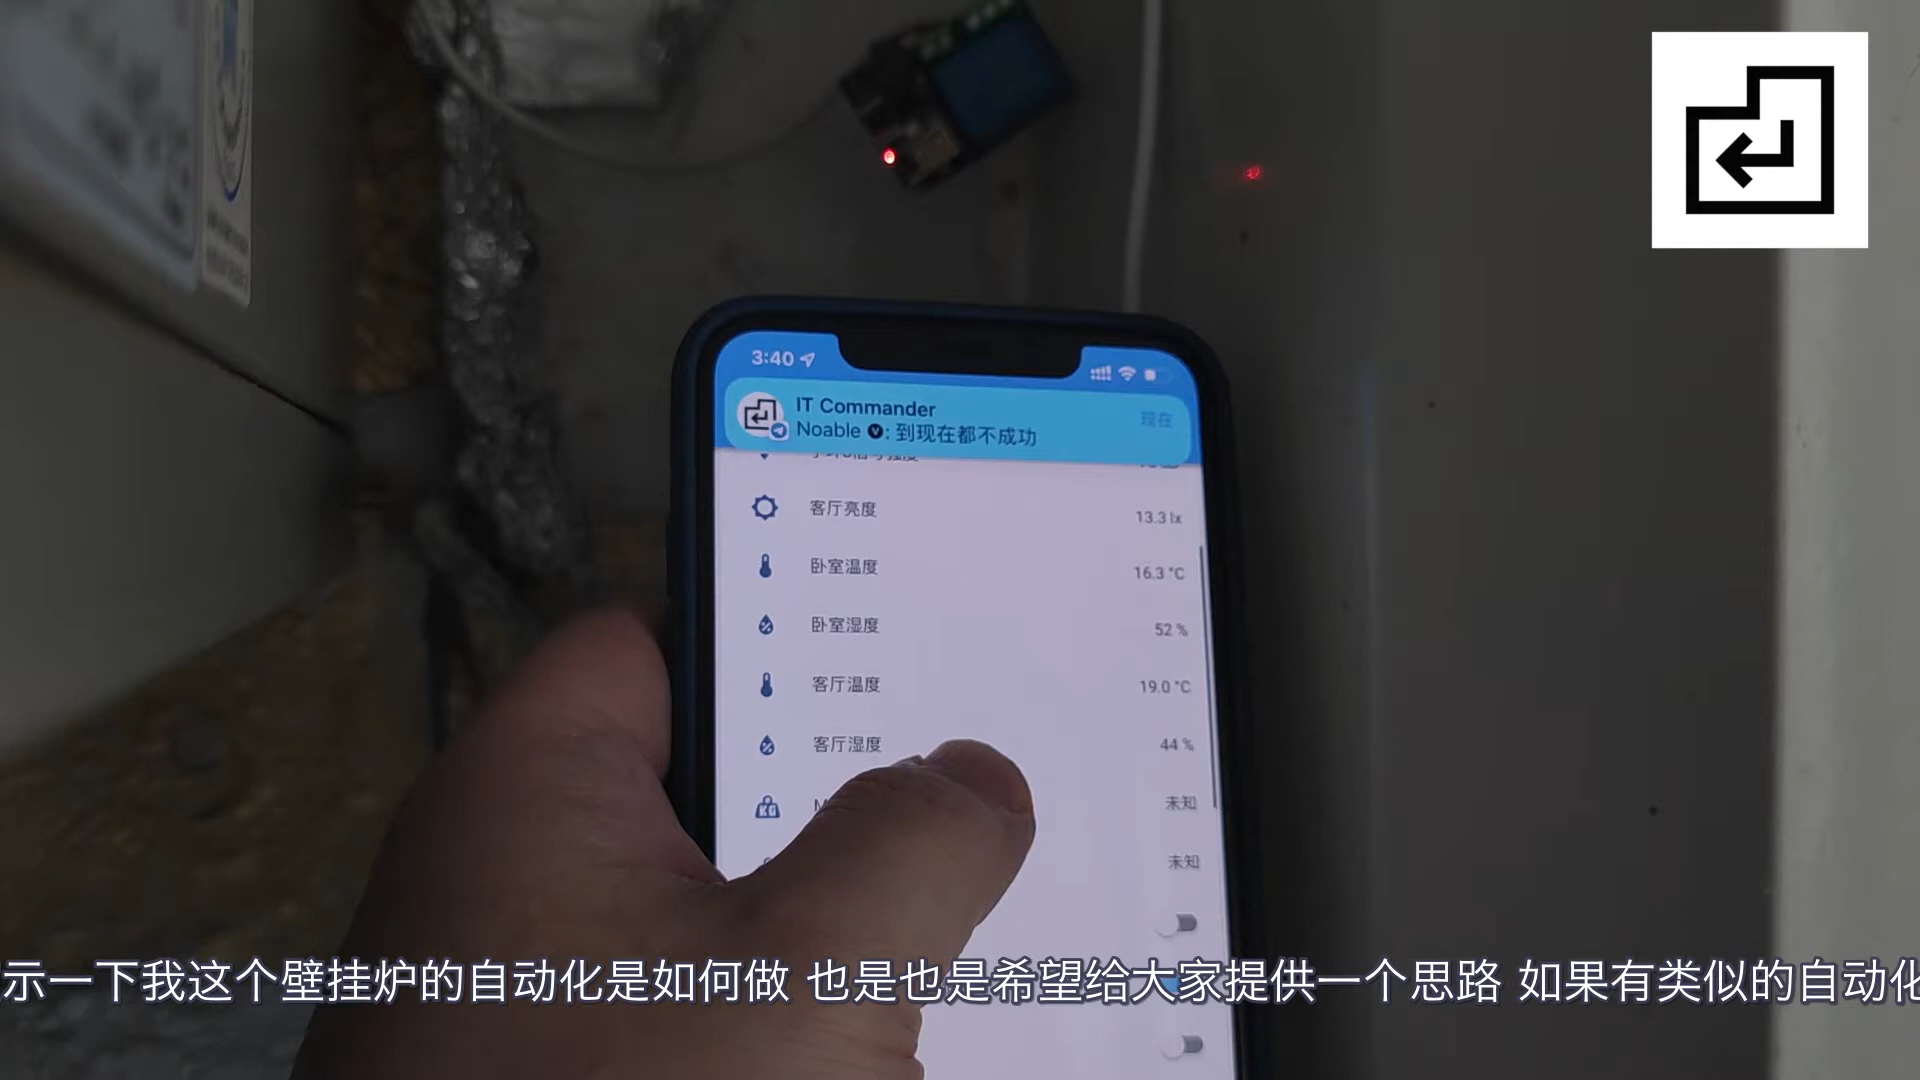 3:40
IT Commander
现在
Noable : 到现在都不成功
客厅亮度
13.3 lx
卧室温度
16.3 °C
卧室湿度
52 %
客厅温度
19.0 °C
客厅湿度
44 %
未知
未知
示一下我这个壁挂炉的自动化是如何做 也是也是希望给大家提供一个思路 如果有类似的自动化